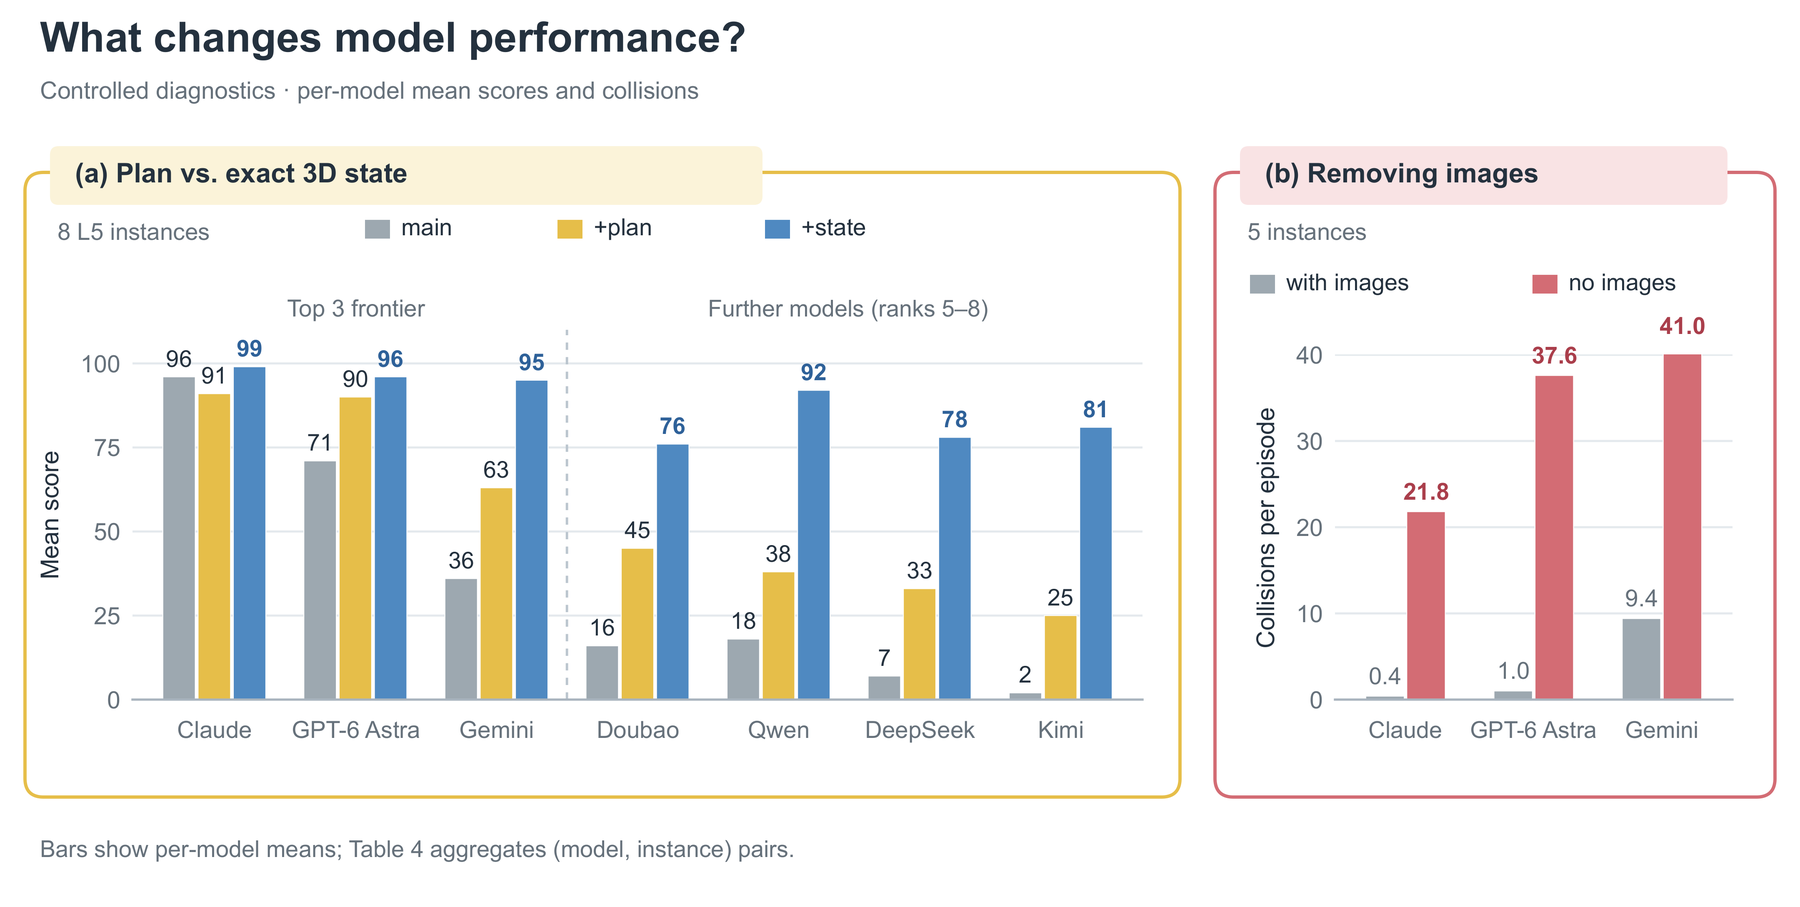 What changes model performance?
Controlled diagnostics · per-model mean scores and collisions
(a) Plan vs. exact 3D state
8 L5 instances
main
+plan
+state
Top 3 frontier
Further models (ranks 5–8)
Mean score
100
75
50
25
0
96
91
99
71
90
96
36
63
95
16
45
76
18
38
92
7
33
78
2
25
81
Claude
GPT-6 Astra
Gemini
Doubao
Qwen
DeepSeek
Kimi
(b) Removing images
5 instances
with images
no images
Collisions per episode
40
30
20
10
0
0.4
21.8
1.0
37.6
9.4
41.0
Claude
GPT-6 Astra
Gemini
Bars show per-model means; Table 4 aggregates (model, instance) pairs.